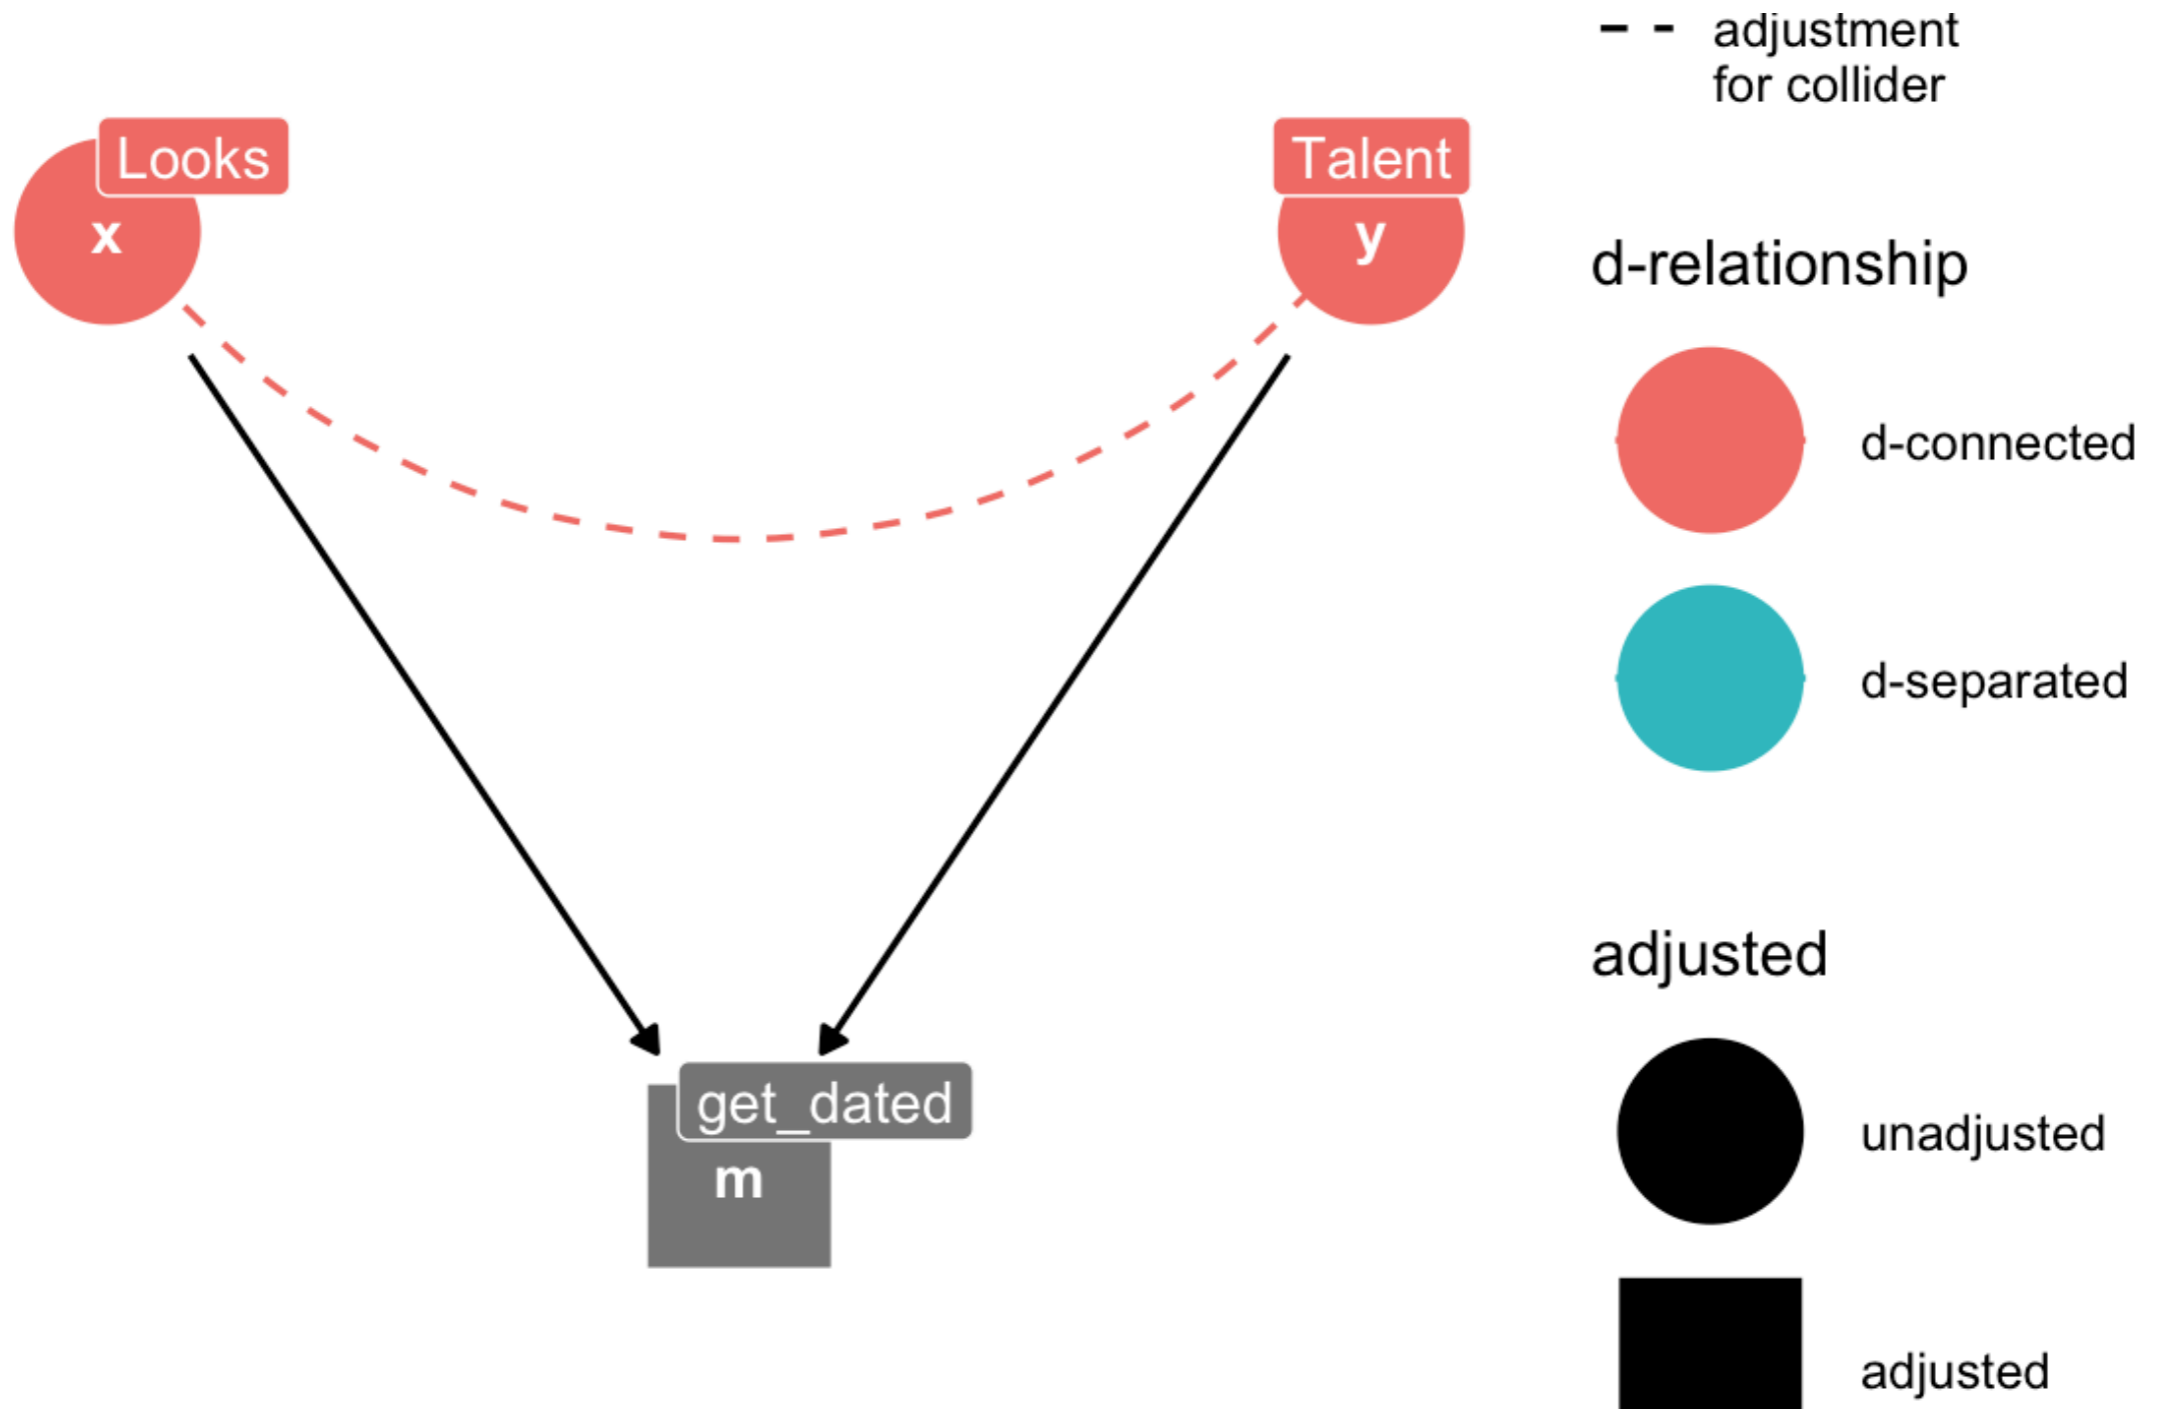 Looks
x
Talent
y
get_dated
m
adjustment
for collider
d-relationship
d-connected
d-separated
adjusted
unadjusted
adjusted